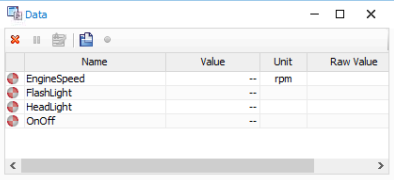 Data
Name Value Unit Raw Value
EngineSpeed -- rpm
FlashLight --
HeadLight --
OnOff --